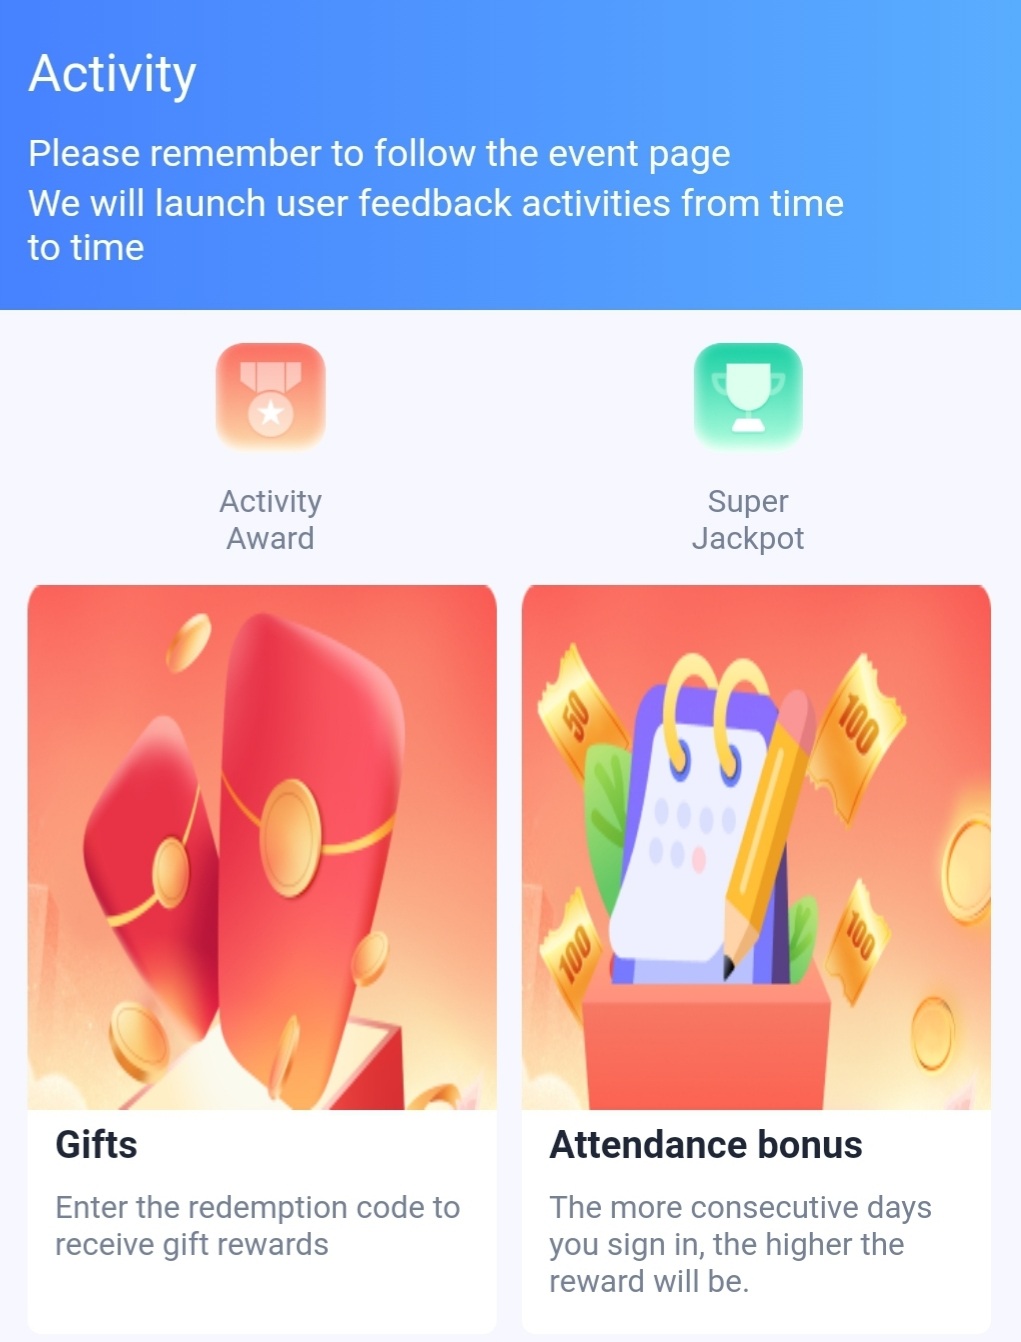 Activity
Please remember to follow the event page
We will launch user feedback activities from time
to time
Activity
Award
Super
Jackpot
50
100
100
100
Gifts
Enter the redemption code to
receive gift rewards
Attendance bonus
The more consecutive days
you sign in, the higher the
reward will be.